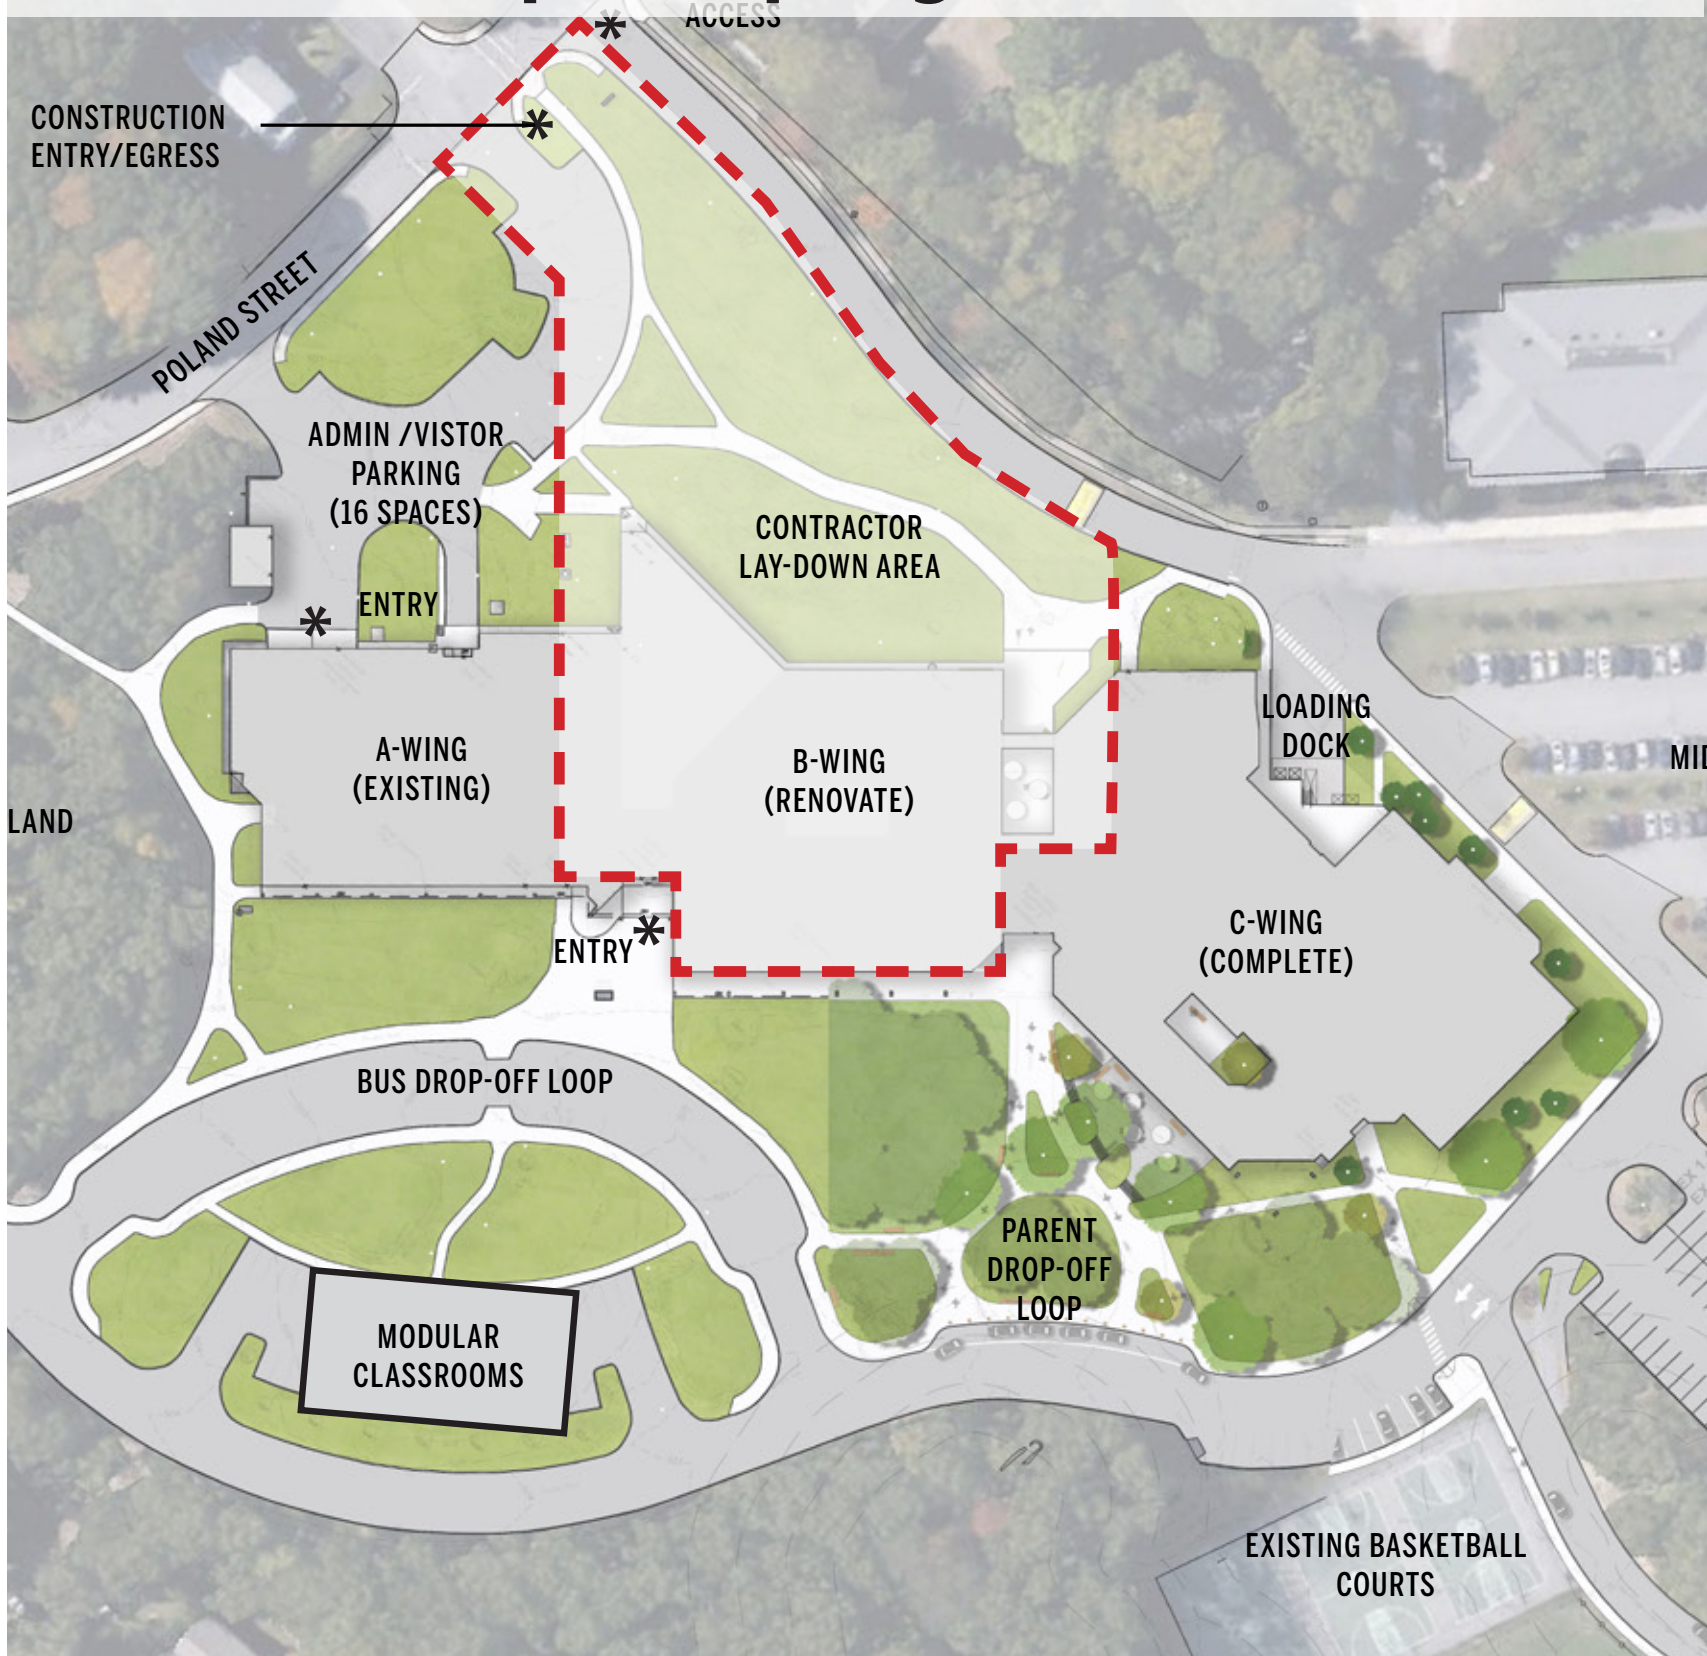 ACCESS
CONSTRUCTION
ENTRY/EGRESS
POLAND STREET
ADMIN /VISTOR
PARKING
(16 SPACES)
CONTRACTOR
LAY-DOWN AREA
ENTRY
LOADING
DOCK
A-WING
(EXISTING)
B-WING
(RENOVATE)
LAND
C-WING
(COMPLETE)
ENTRY
BUS DROP-OFF LOOP
PARENT
DROP-OFF
LOOP
MODULAR
CLASSROOMS
EXISTING BASKETBALL
COURTS